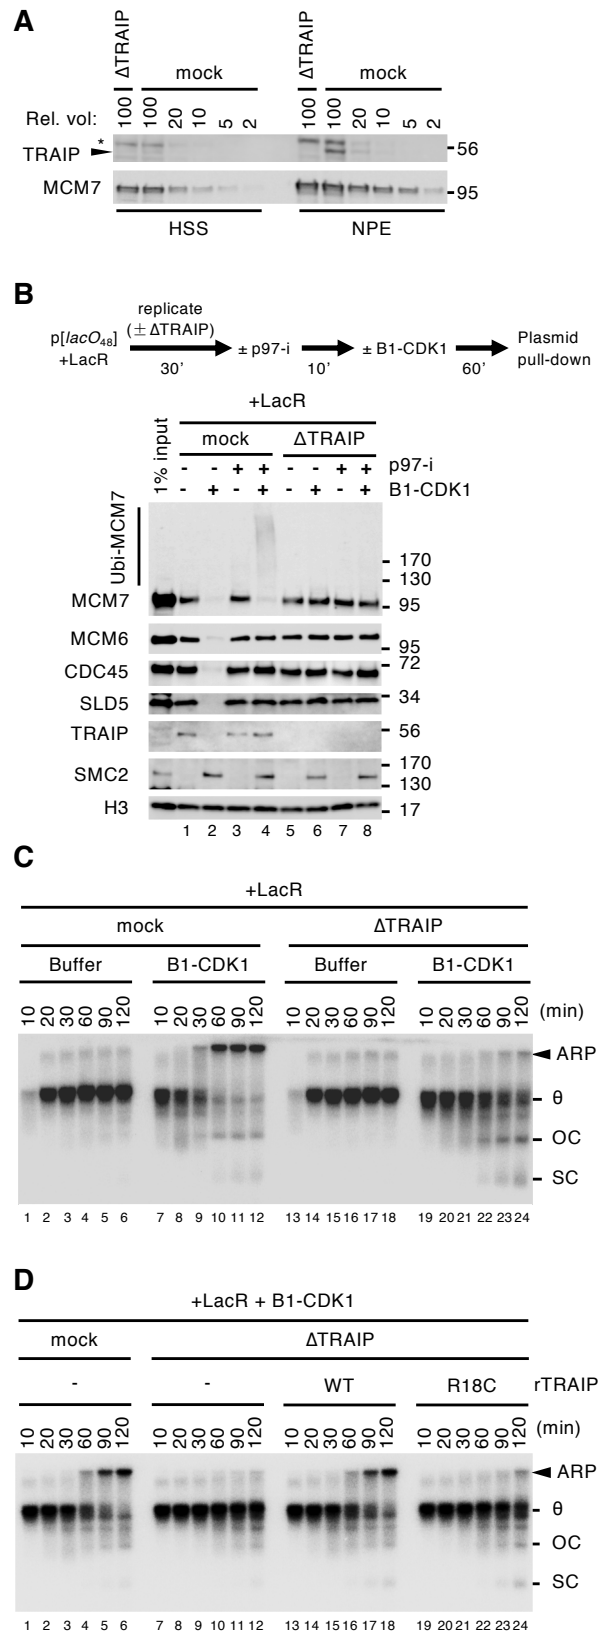 A
ΔTRAIP mock ΔTRAIP mock
Rel. vol: 100 100 20 10 5 2 100 100 20 10 5 2
*
TRAIP 56
MCM7 95
HSS NPE
B
replicate
p[lacO48] (± ΔTRAIP) ± p97-i ± B1-CDK1 Plasmid
+LacR 30' 10' 60' pull-down
+LacR
1% input mock ΔTRAIP
- - + + - - + + p97-i
- + - + - + - + B1-CDK1
Ubi-MCM7
170
130
MCM7 95
MCM6 95
CDC45 72
SLD5 34
TRAIP 56
SMC2 170
130
H3 17
1 2 3 4 5 6 7 8
C
+LacR
mock ΔTRAIP
Buffer B1-CDK1 Buffer B1-CDK1
10 20 30 60 90 120 10 20 30 60 90 120 10 20 30 60 90 120 10 20 30 60 90 120 (min)
ARP
θ
OC
SC
1 2 3 4 5 6 7 8 9 10 11 12 13 14 15 16 17 18 19 20 21 22 23 24
D
+LacR + B1-CDK1
mock ΔTRAIP
- - WT R18C rTRAIP
10 20 30 60 90 120 10 20 30 60 90 120 10 20 30 60 90 120 10 20 30 60 90 120 (min)
ARP
θ
OC
SC
1 2 3 4 5 6 7 8 9 10 11 12 13 14 15 16 17 18 19 20 21 22 23 24